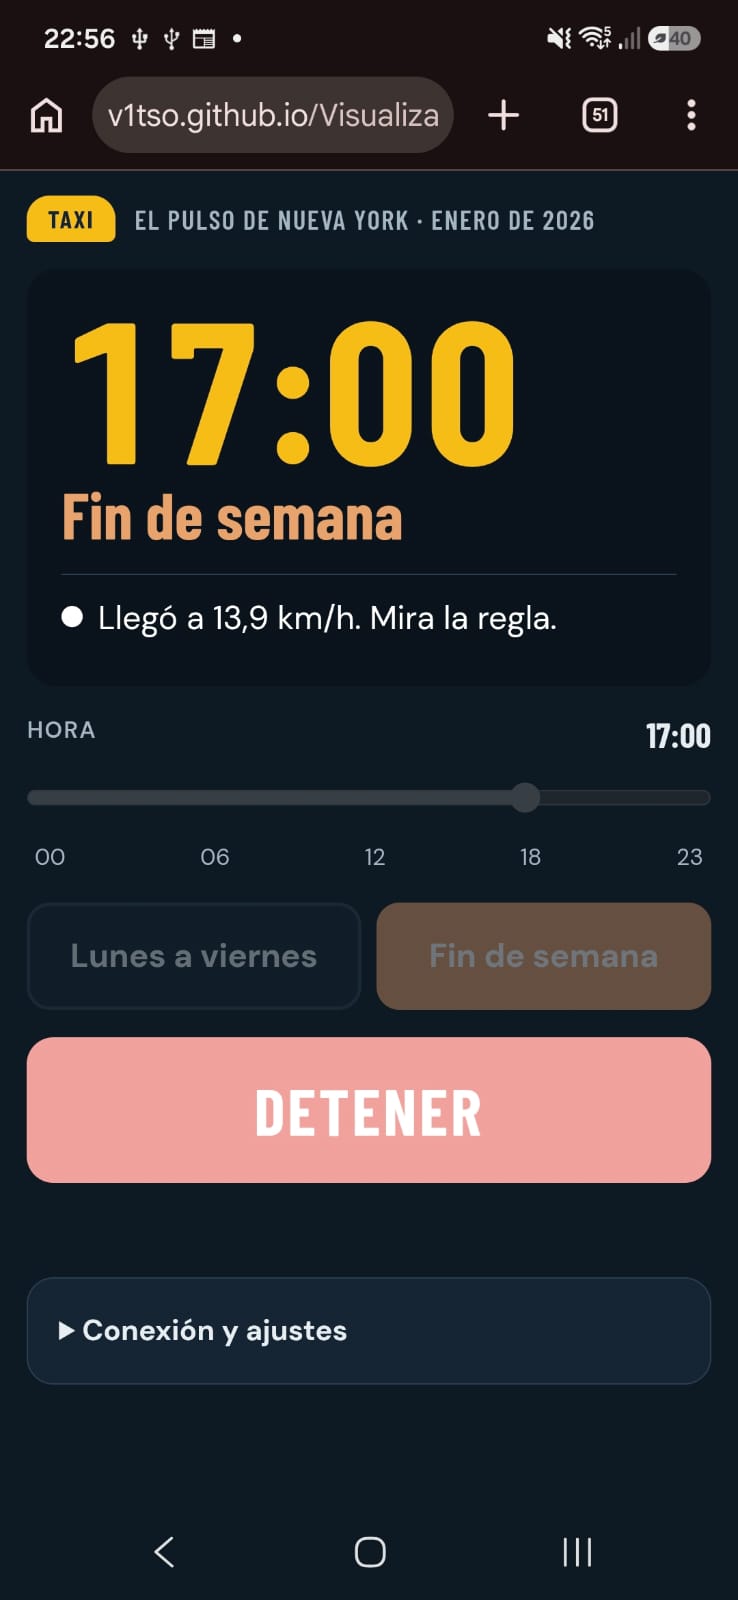 22:56
5
40
v1tso.github.io/Visualiza
51
TAXI EL PULSO DE NUEVA YORK · ENERO DE 2026
17:00
Fin de semana
Llegó a 13,9 km/h. Mira la regla.
HORA 17:00
00 06 12 18 23
Lunes a viernes Fin de semana
DETENER
Conexión y ajustes